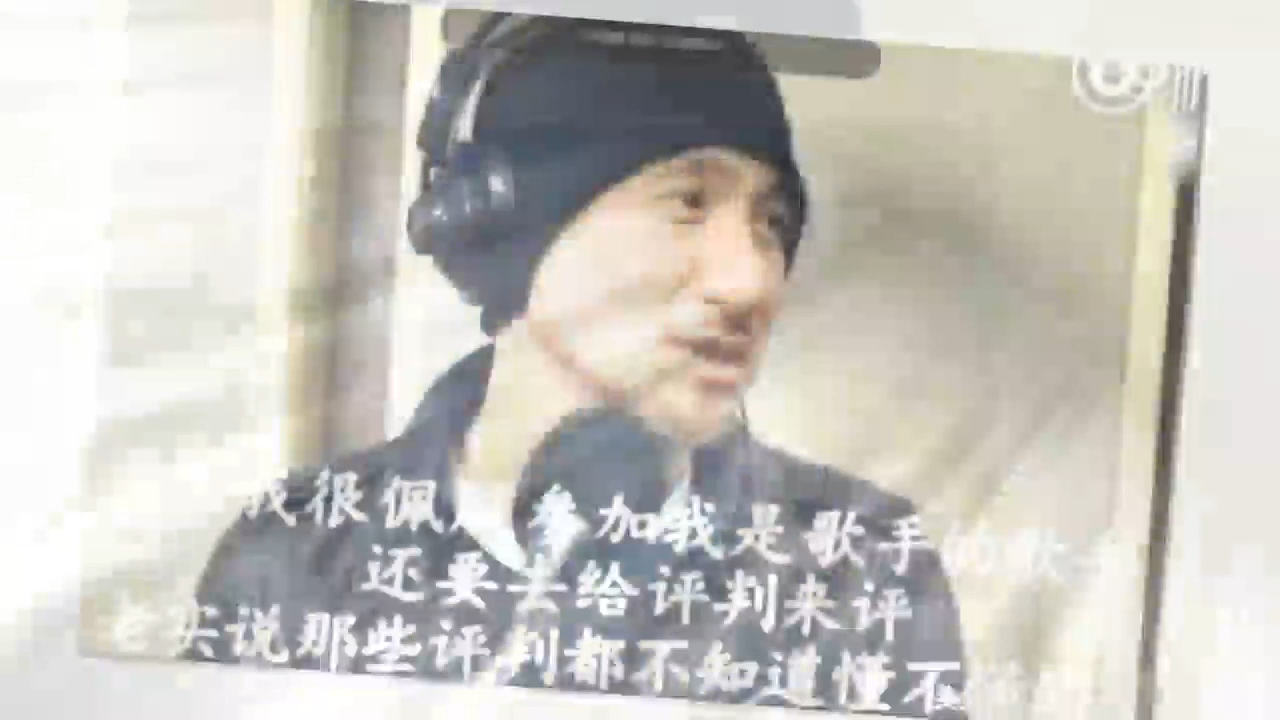 我很佩 参加我是歌手的歌手
还要去给评判来评
老实说那些评判都不知道懂不